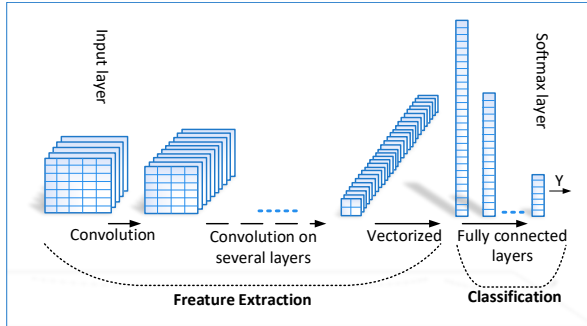 Input layer
Softmax layer
Y
Convolution
Convolution on
several layers
Vectorized
Fully connected
layers
Freature Extraction
Classification